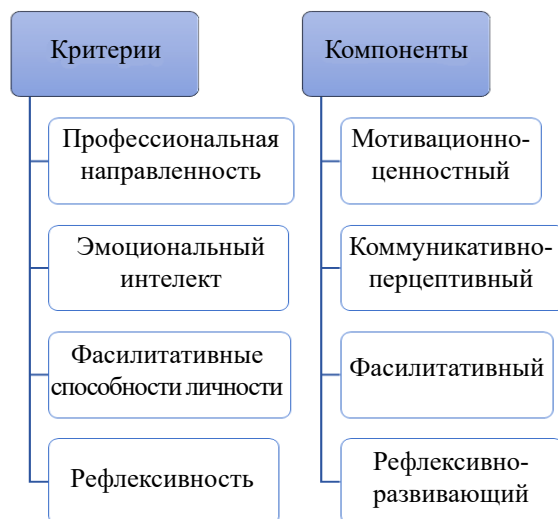 Критерии
Профессиональная
направленность
Эмоциональный
интелект
Фасилитативные
способности личности
Рефлексивность
Компоненты
Мотивационно-
ценностный
Коммуникативно-
перцептивный
Фасилитативный
Рефлексивно-
развивающий